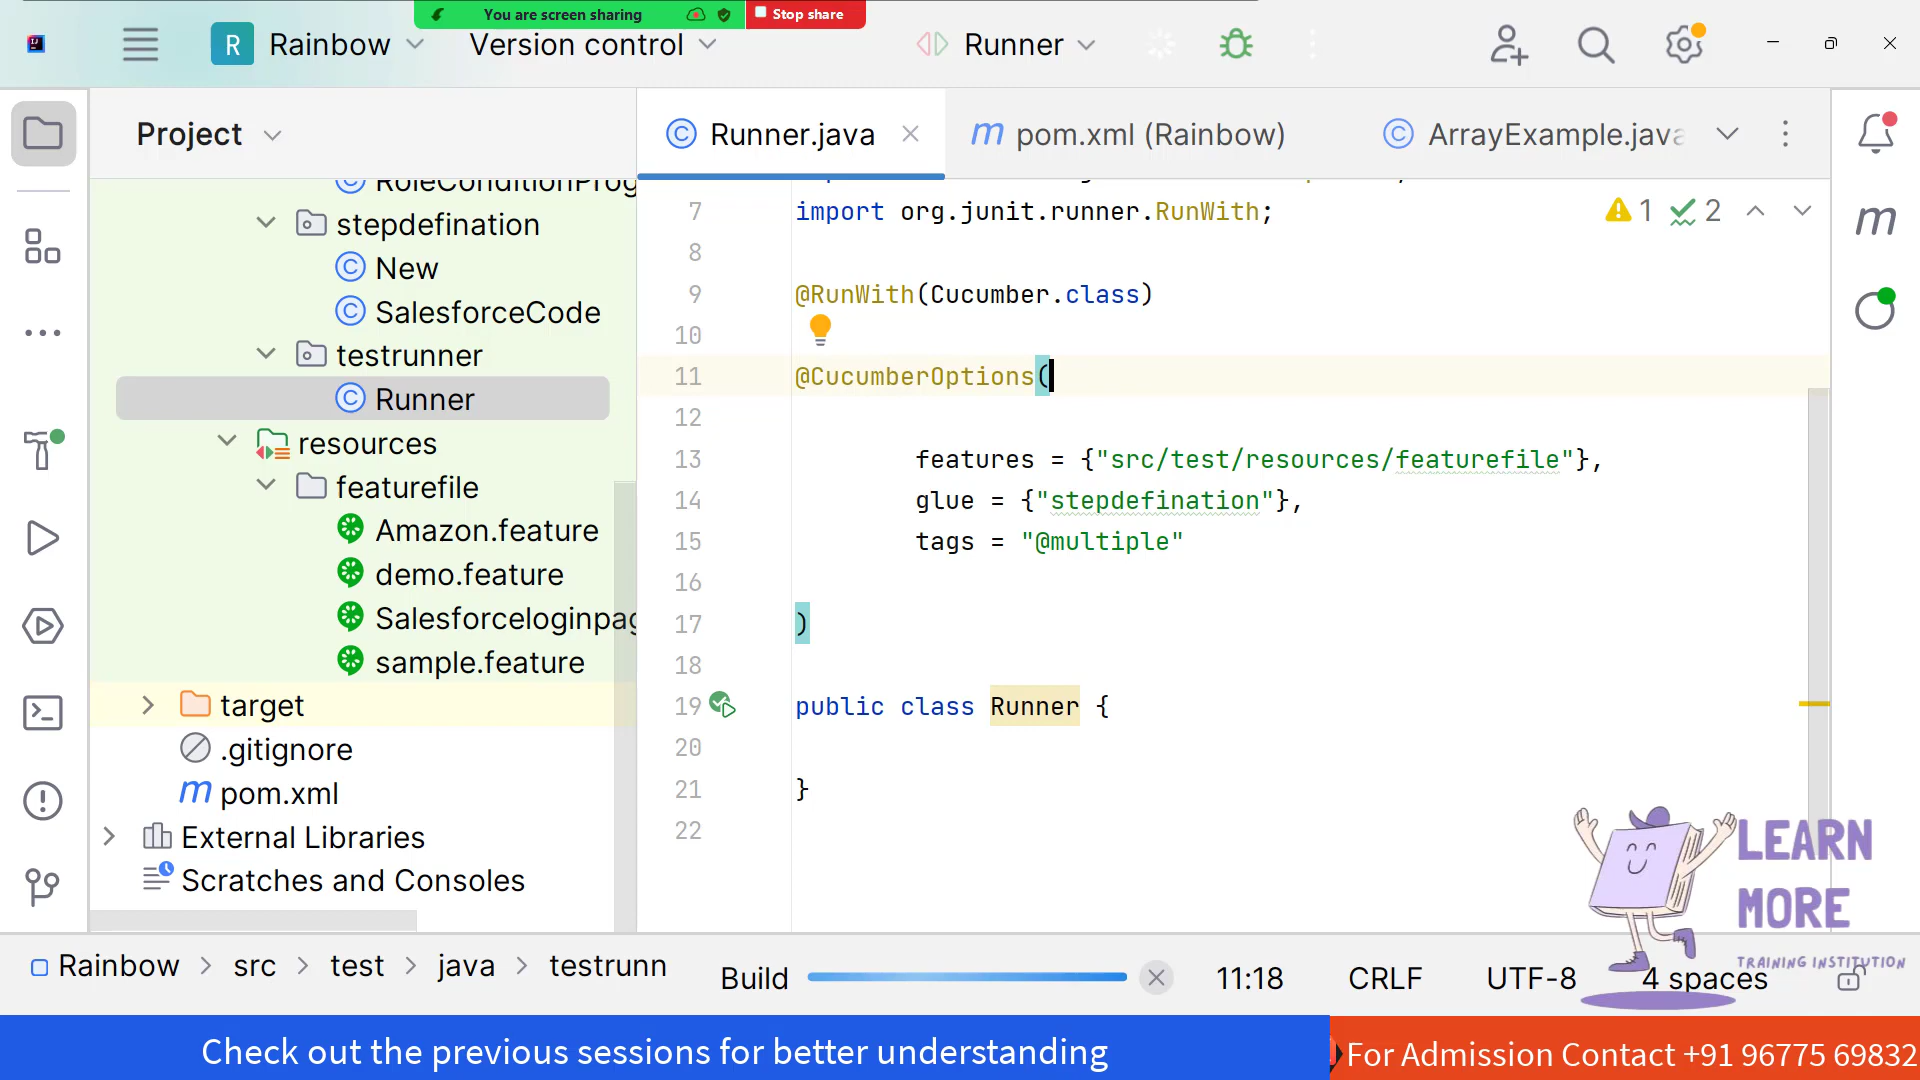 You are screen sharing
Stop share
R Rainbow
Version control
Runner
Project
Runner.java
m pom.xml (Rainbow)
ArrayExample.java
stepdefination
New
SalesforceCode
testrunner
Runner
resources
featurefile
Amazon.feature
demo.feature
Salesforceloginpag
sample.feature
target
.gitignore
m pom.xml
External Libraries
Scratches and Consoles
1 2
7 import org.junit.runner.RunWith;
8
9 @RunWith(Cucumber.class)
10
11 @CucumberOptions(
12
13 features = {"src/test/resources/featurefile"},
14 glue = {"stepdefination"},
15 tags = "@multiple"
16
17 )
18
19 public class Runner {
20
21 }
22
m
LEARN
MORE
TRAINING INSTITUTION
Rainbow > src > test > java > testrunn
Build
11:18
CRLF
UTF-8
4 spaces
Check out the previous sessions for better understanding
For Admission Contact +91 96775 69832